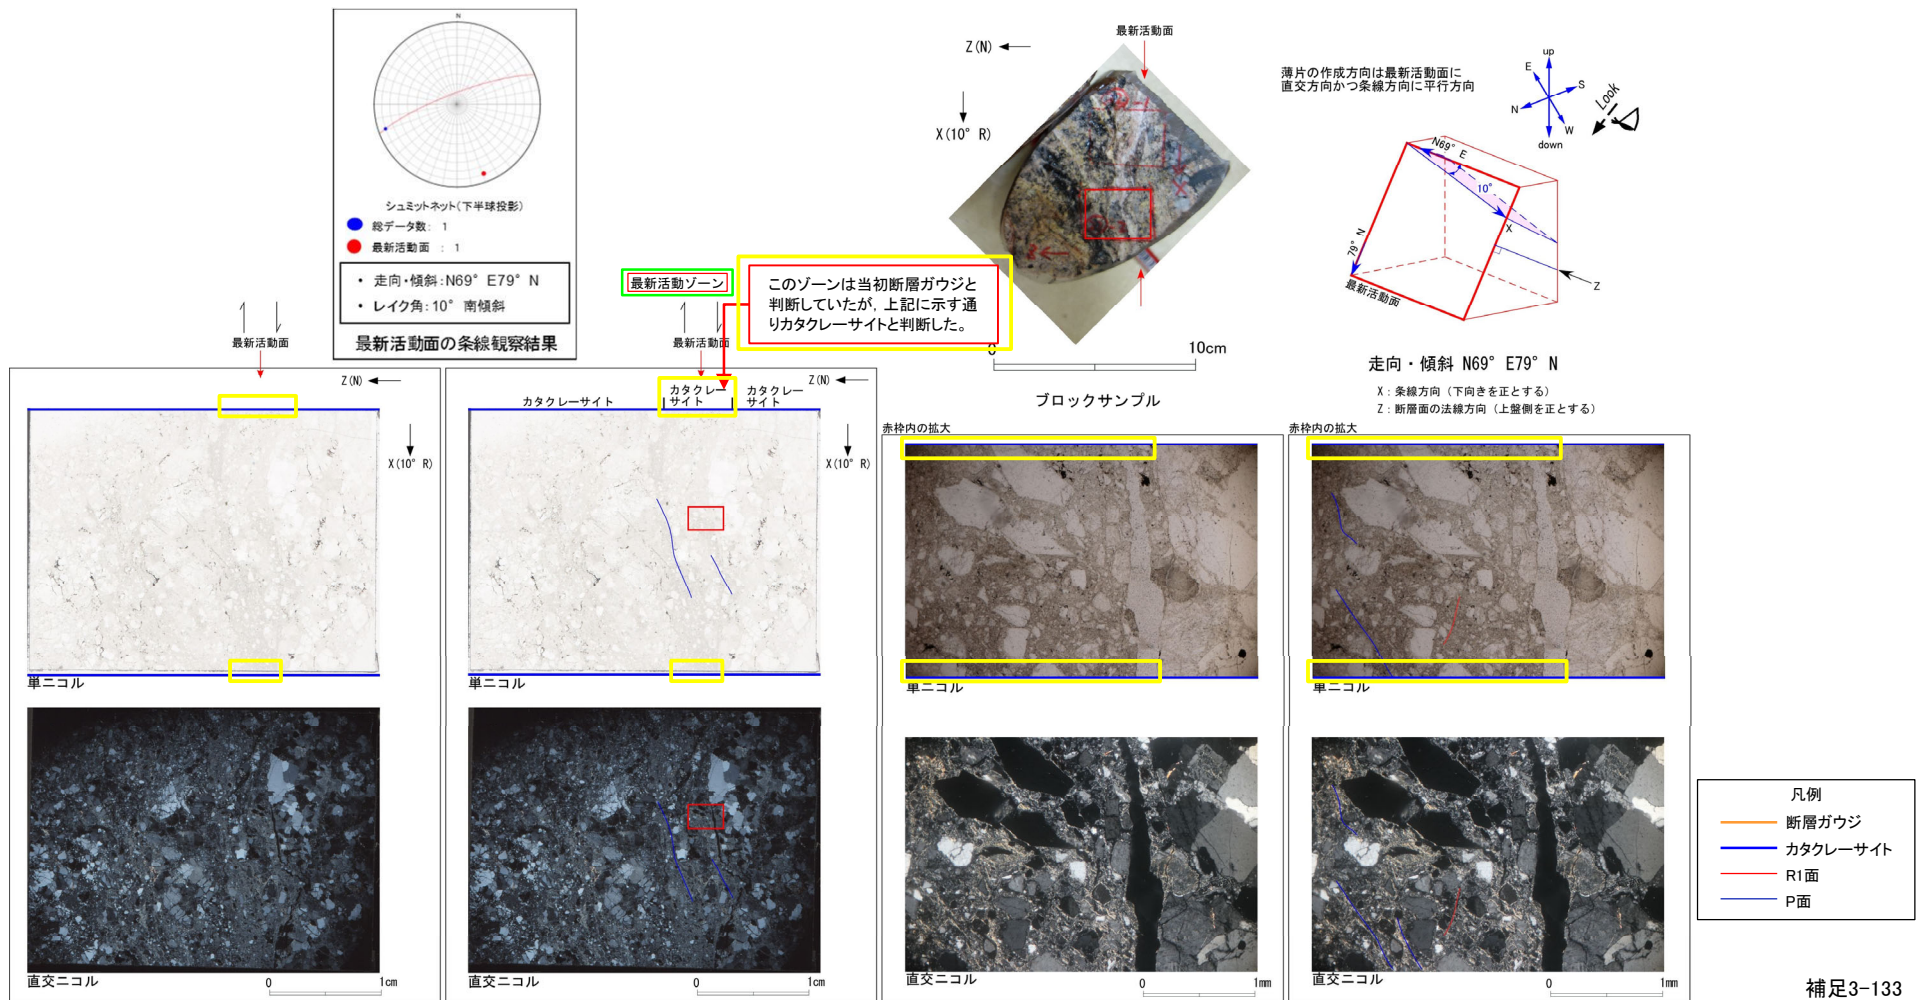 N
シュミットネット(下半球投影)
総データ数: 1
最新活動面 : 1
・ 走向・傾斜:N69° E79° N
・ レイク角:10° 南傾斜
最新活動面の条線観察結果
最新活動ゾーン
このゾーンは当初断層ガウジと
判断していたが, 上記に示す通
りカタクレーサイトと判断した。
Z(N)
X(10° R)
最新活動面
0
10cm
ブロックサンプル
薄片の作成方向は最新活動面に
直交方向かつ条線方向に平行方向
up
E
S
N
W
down
Look
N69° E
10°
X
79° N
Z
最新活動面
走向・傾斜 N69° E79° N
X:条線方向(下向きを正とする)
Z:断層面の法線方向(上盤側を正とする)
最新活動面
Z(N)
X(10° R)
単ニコル
直交ニコル
0
1cm
最新活動面
Z(N)
カタクレーサイト
カタクレー
サイト
カタクレー
サイト
X(10° R)
単ニコル
直交ニコル
0
1cm
赤枠内の拡大
単ニコル
直交ニコル
0
1mm
赤枠内の拡大
単ニコル
直交ニコル
0
1mm
凡例
断層ガウジ
カタクレーサイト
R1面
P面
補足3-133